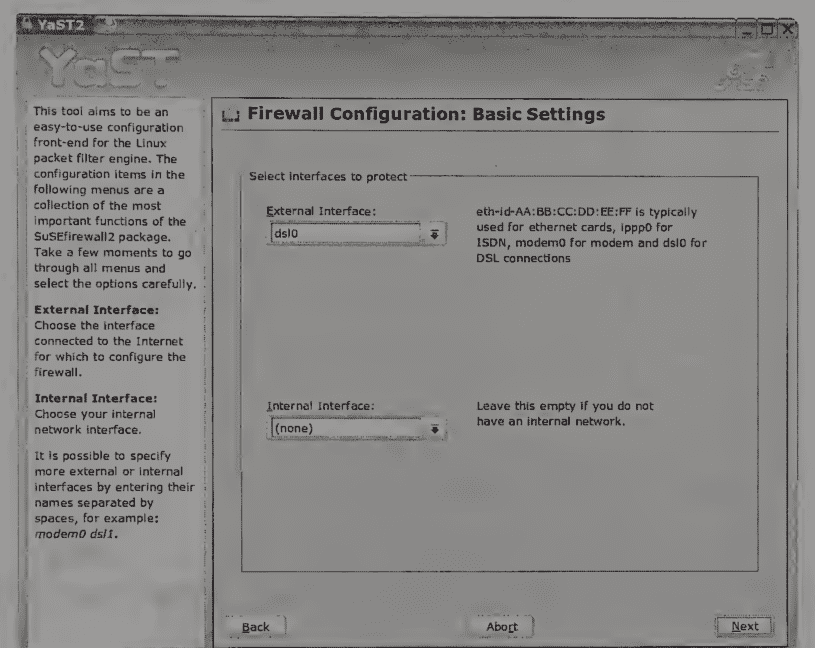 YaST2
YaST
This tool aims to be an
easy-to-use configuration
front-end for the Linux
packet filter engine. The
configuration items in the
following menus are a
collection of the most
important functions of the
SuSEfirewall2 package.
Take a few moments to go
through all menus and
select the options carefully.
External Interface:
Choose the interface
connected to the Internet
for which to configure the
firewall.
Internal Interface:
Choose your internal
network interface.
It is possible to specify
more external or internal
interfaces by entering their
names separated by
spaces, for example:
modem0 dsl1.
Firewall Configuration: Basic Settings
Select interfaces to protect
External Interface:
dsl0
eth-id-AA:BB:CC:DD:EE:FF is typically
used for ethernet cards, ippp0 for
ISDN, modem0 for modem and dsl0 for
DSL connections
Internal Interface:
(none)
Leave this empty if you do not
have an internal network.
Back
Abort
Next